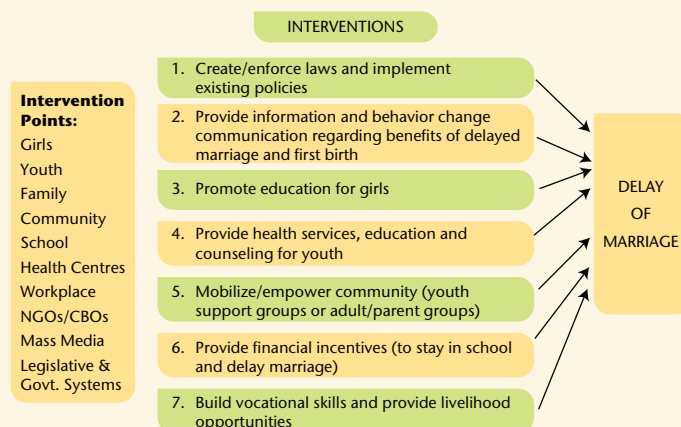 INTERVENTIONS
Intervention
Points:
Girls
Youth
Family
Community
School
Health Centres
Workplace
NGOs/CBOs
Mass Media
Legislative &
Govt. Systems
1. Create/enforce laws and implement
existing policies
2. Provide information and behavior change
communication regarding benefits of delayed
marriage and first birth
3. Promote education for girls
4. Provide health services, education and
counseling for youth
5. Mobilize/empower community (youth
support groups or adult/parent groups)
6. Provide financial incentives (to stay in school
and delay marriage)
7. Build vocational skills and provide livelihood
opportunities
DELAY
OF
MARRIAGE